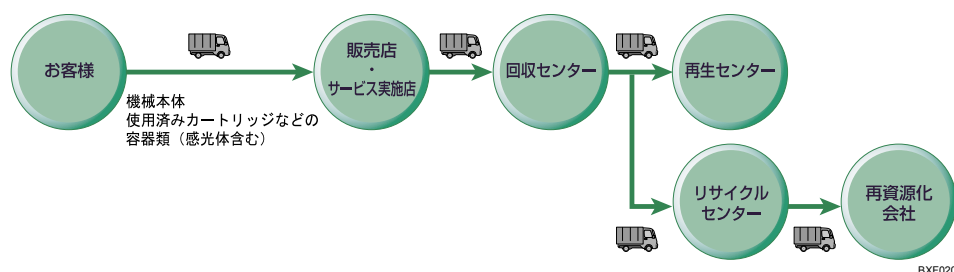 お客様
機械本体
使用済みカートリッジなどの
容器類（感光体含む）
販売店
・
サービス実施店
回収センター
再生センター
リサイクル
センター
再資源化
会社
BXF020